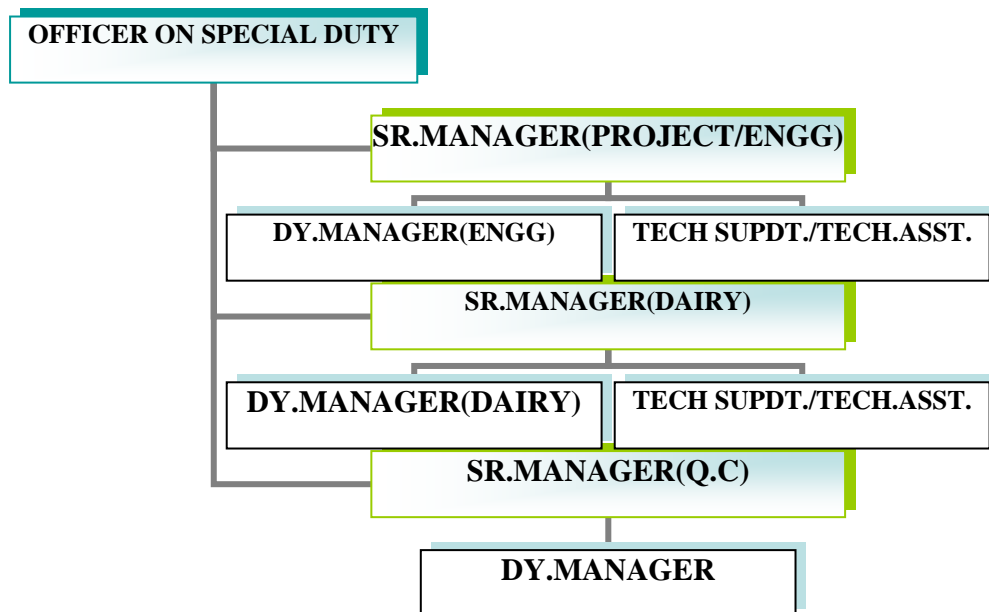 OFFICER ON SPECIAL DUTY
SR.MANAGER(PROJECT/ENGG)
DY.MANAGER(ENGG)
TECH SUPDT./TECH.ASST.
SR.MANAGER(DAIRY)
DY.MANAGER(DAIRY)
TECH SUPDT./TECH.ASST.
SR.MANAGER(Q.C)
DY.MANAGER